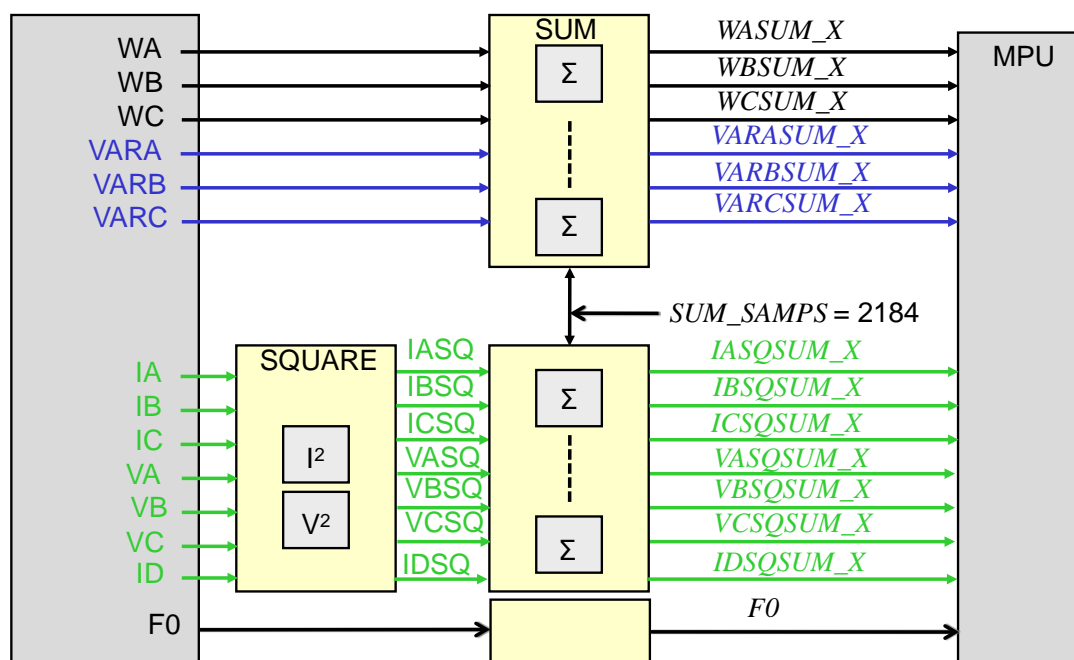 SUM
MPU
WA
WASUM_X
Σ
WB
WBSUM_X
WC
WCSUM_X
VARA
VARASUM_X
VARB
VARBSUM_X
VARC
VARCSUM_X
Σ
SUM_SAMPS = 2184
SQUARE
IA
IASQ
IASQSUM_X
IB
IBSQ
IBSQSUM_X
Σ
IC
ICSQ
ICSQSUM_X
I²
VA
VASQ
VASQSUM_X
VB
VBSQ
VBSQSUM_X
V²
VC
VCSQ
VCSQSUM_X
Σ
ID
IDSQ
IDSQSUM_X
F0
F0